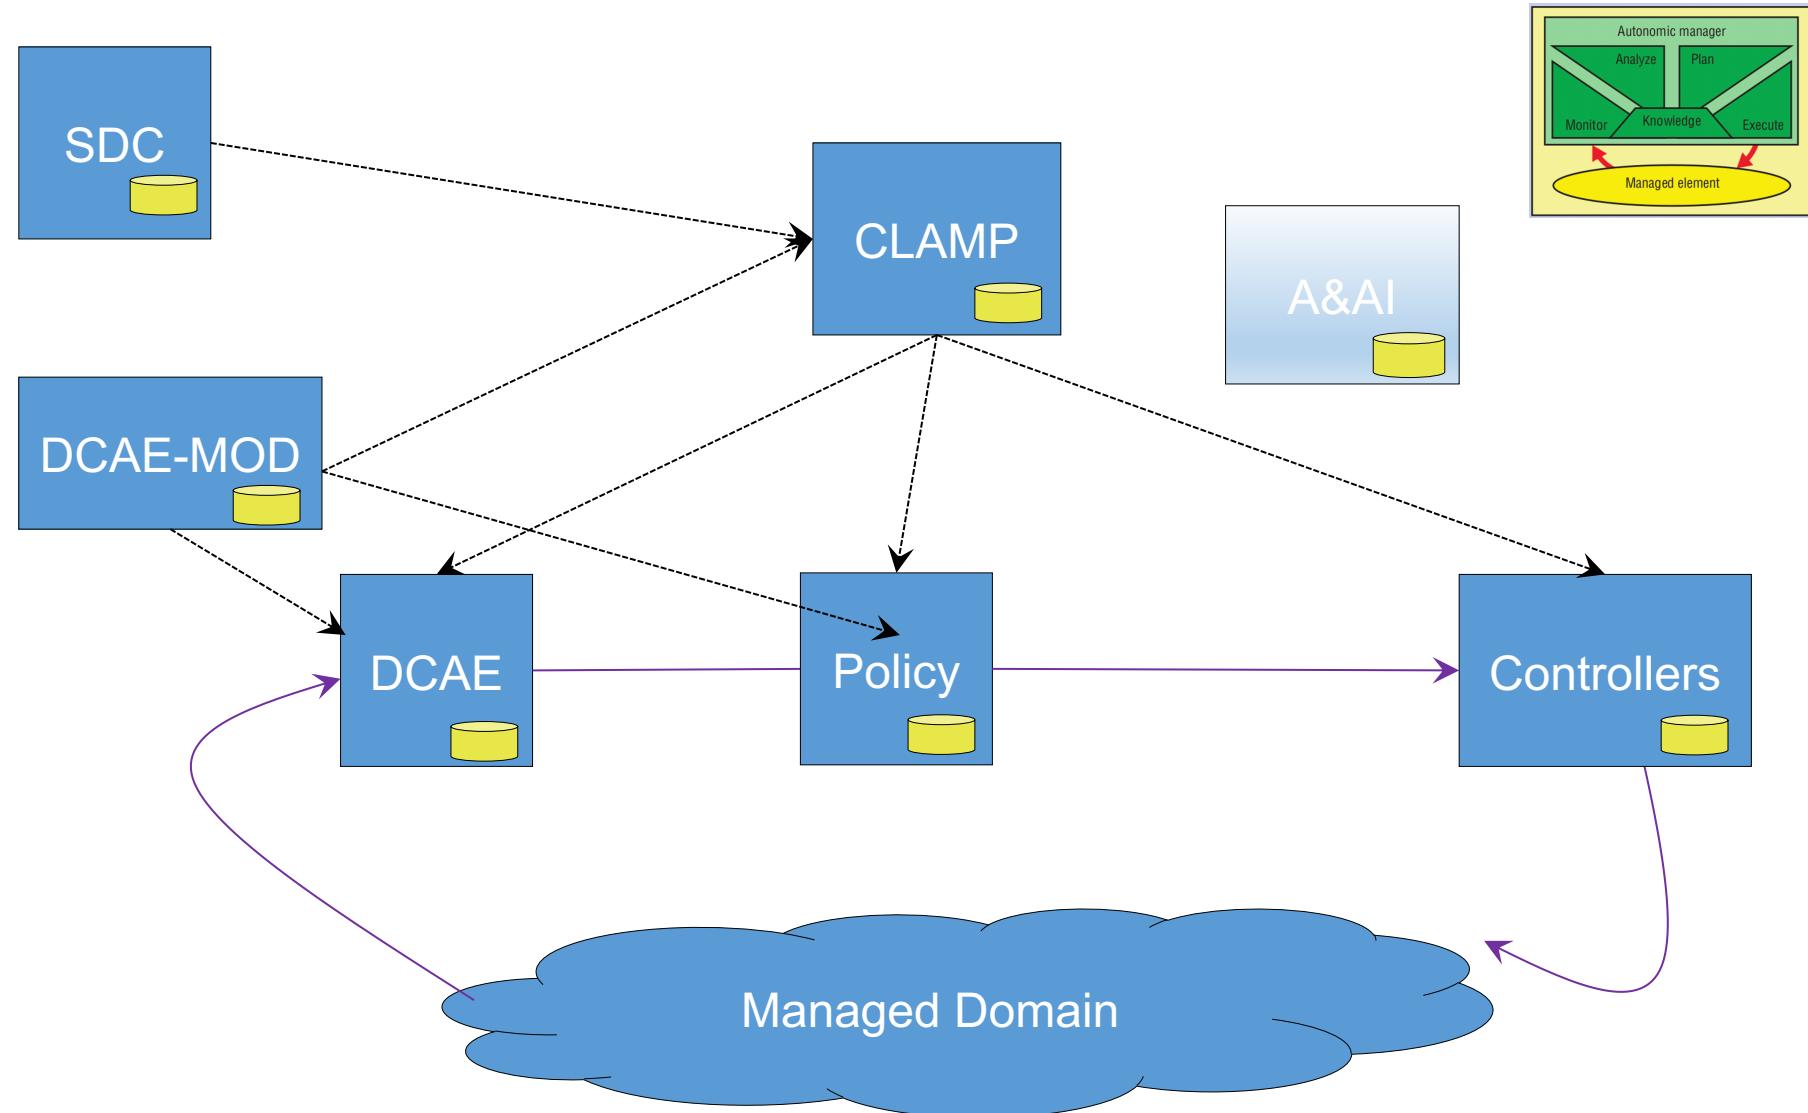 Autonomic manager
Analyze
Plan
Monitor
Knowledge
Execute
Managed element
SDC
CLAMP
A&AI
DCAE-MOD
DCAE
Policy
Controllers
Managed Domain